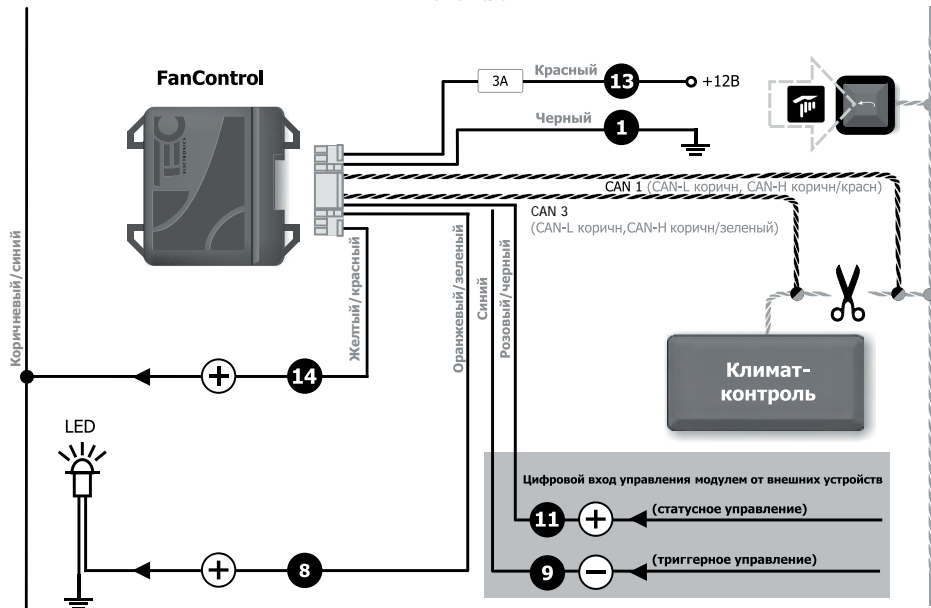 FanControl
3A
Красный
13
+12В
Черный
1
TEC
ELECTRONICS
CAN 1 (CAN-L коричн, CAN-H коричн/красн)
CAN 3
(CAN-L коричн,CAN-H коричн/зеленый)
Коричневый/синий
Желтый/красный
Оранжевый/зеленый
Синий
Розовый/черный
14
Климат-
контроль
LED
Цифровой вход управления модулем от внешних устройств
11
(статусное управление)
8
9
(триггерное управление)